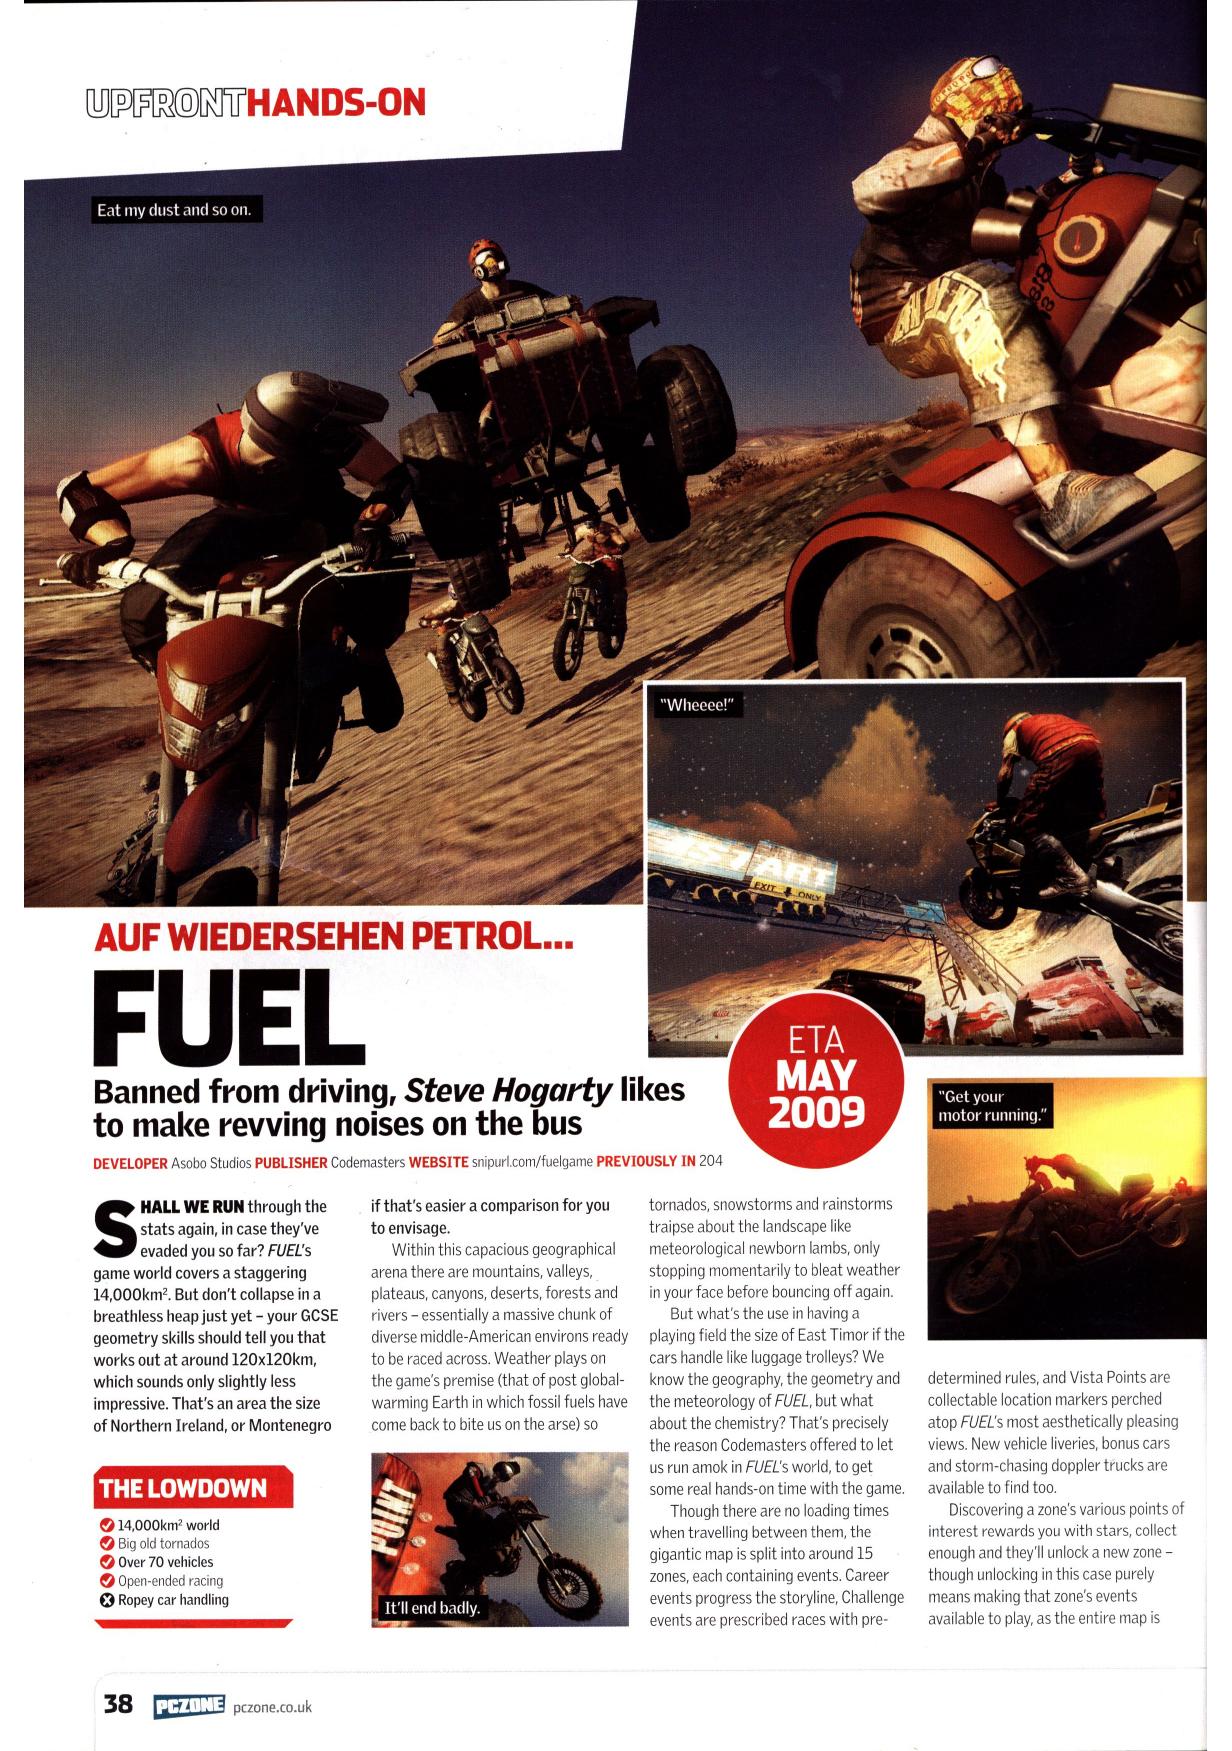 UPFRONTHANDS-ON
Eat my dust and so on.
"Wheeee!"
START
EXIT ONLY
AUF WIEDERSEHEN PETROL...
FUEL
Banned from driving, Steve Hogarty likes
to make revving noises on the bus
ETA
MAY
2009
"Get your
motor running."
DEVELOPER Asobo Studios PUBLISHER Codemasters WEBSITE snipurl.com/fuelgame PREVIOUSLY IN 204
SHALL WE RUN through the
stats again, in case they've
evaded you so far? FUEL's
game world covers a staggering
14,000km². But don't collapse in a
breathless heap just yet – your GCSE
geometry skills should tell you that
works out at around 120x120km,
which sounds only slightly less
impressive. That's an area the size
of Northern Ireland, or Montenegro
if that's easier a comparison for you
to envisage.
Within this capacious geographical
arena there are mountains, valleys,
plateaus, canyons, deserts, forests and
rivers – essentially a massive chunk of
diverse middle-American environs ready
to be raced across. Weather plays on
the game's premise (that of post global-
warming Earth in which fossil fuels have
come back to bite us on the arse) so
tornados, snowstorms and rainstorms
traipse about the landscape like
meteorological newborn lambs, only
stopping momentarily to bleat weather
in your face before bouncing off again.
But what's the use in having a
playing field the size of East Timor if the
cars handle like luggage trolleys? We
know the geography, the geometry and
the meteorology of FUEL, but what
about the chemistry? That's precisely
the reason Codemasters offered to let
us run amok in FUEL's world, to get
some real hands-on time with the game.
Though there are no loading times
when travelling between them, the
gigantic map is split into around 15
zones, each containing events. Career
events progress the storyline, Challenge
events are prescribed races with pre-
determined rules, and Vista Points are
collectable location markers perched
atop FUEL's most aesthetically pleasing
views. New vehicle liveries, bonus cars
and storm-chasing doppler trucks are
available to find too.
Discovering a zone's various points of
interest rewards you with stars, collect
enough and they'll unlock a new zone –
though unlocking in this case purely
means making that zone's events
available to play, as the entire map is
THE LOWDOWN
14,000km² world
Big old tornados
Over 70 vehicles
Open-ended racing
Ropey car handling
POINT
It'll end badly.
38 PCZONE pczone.co.uk